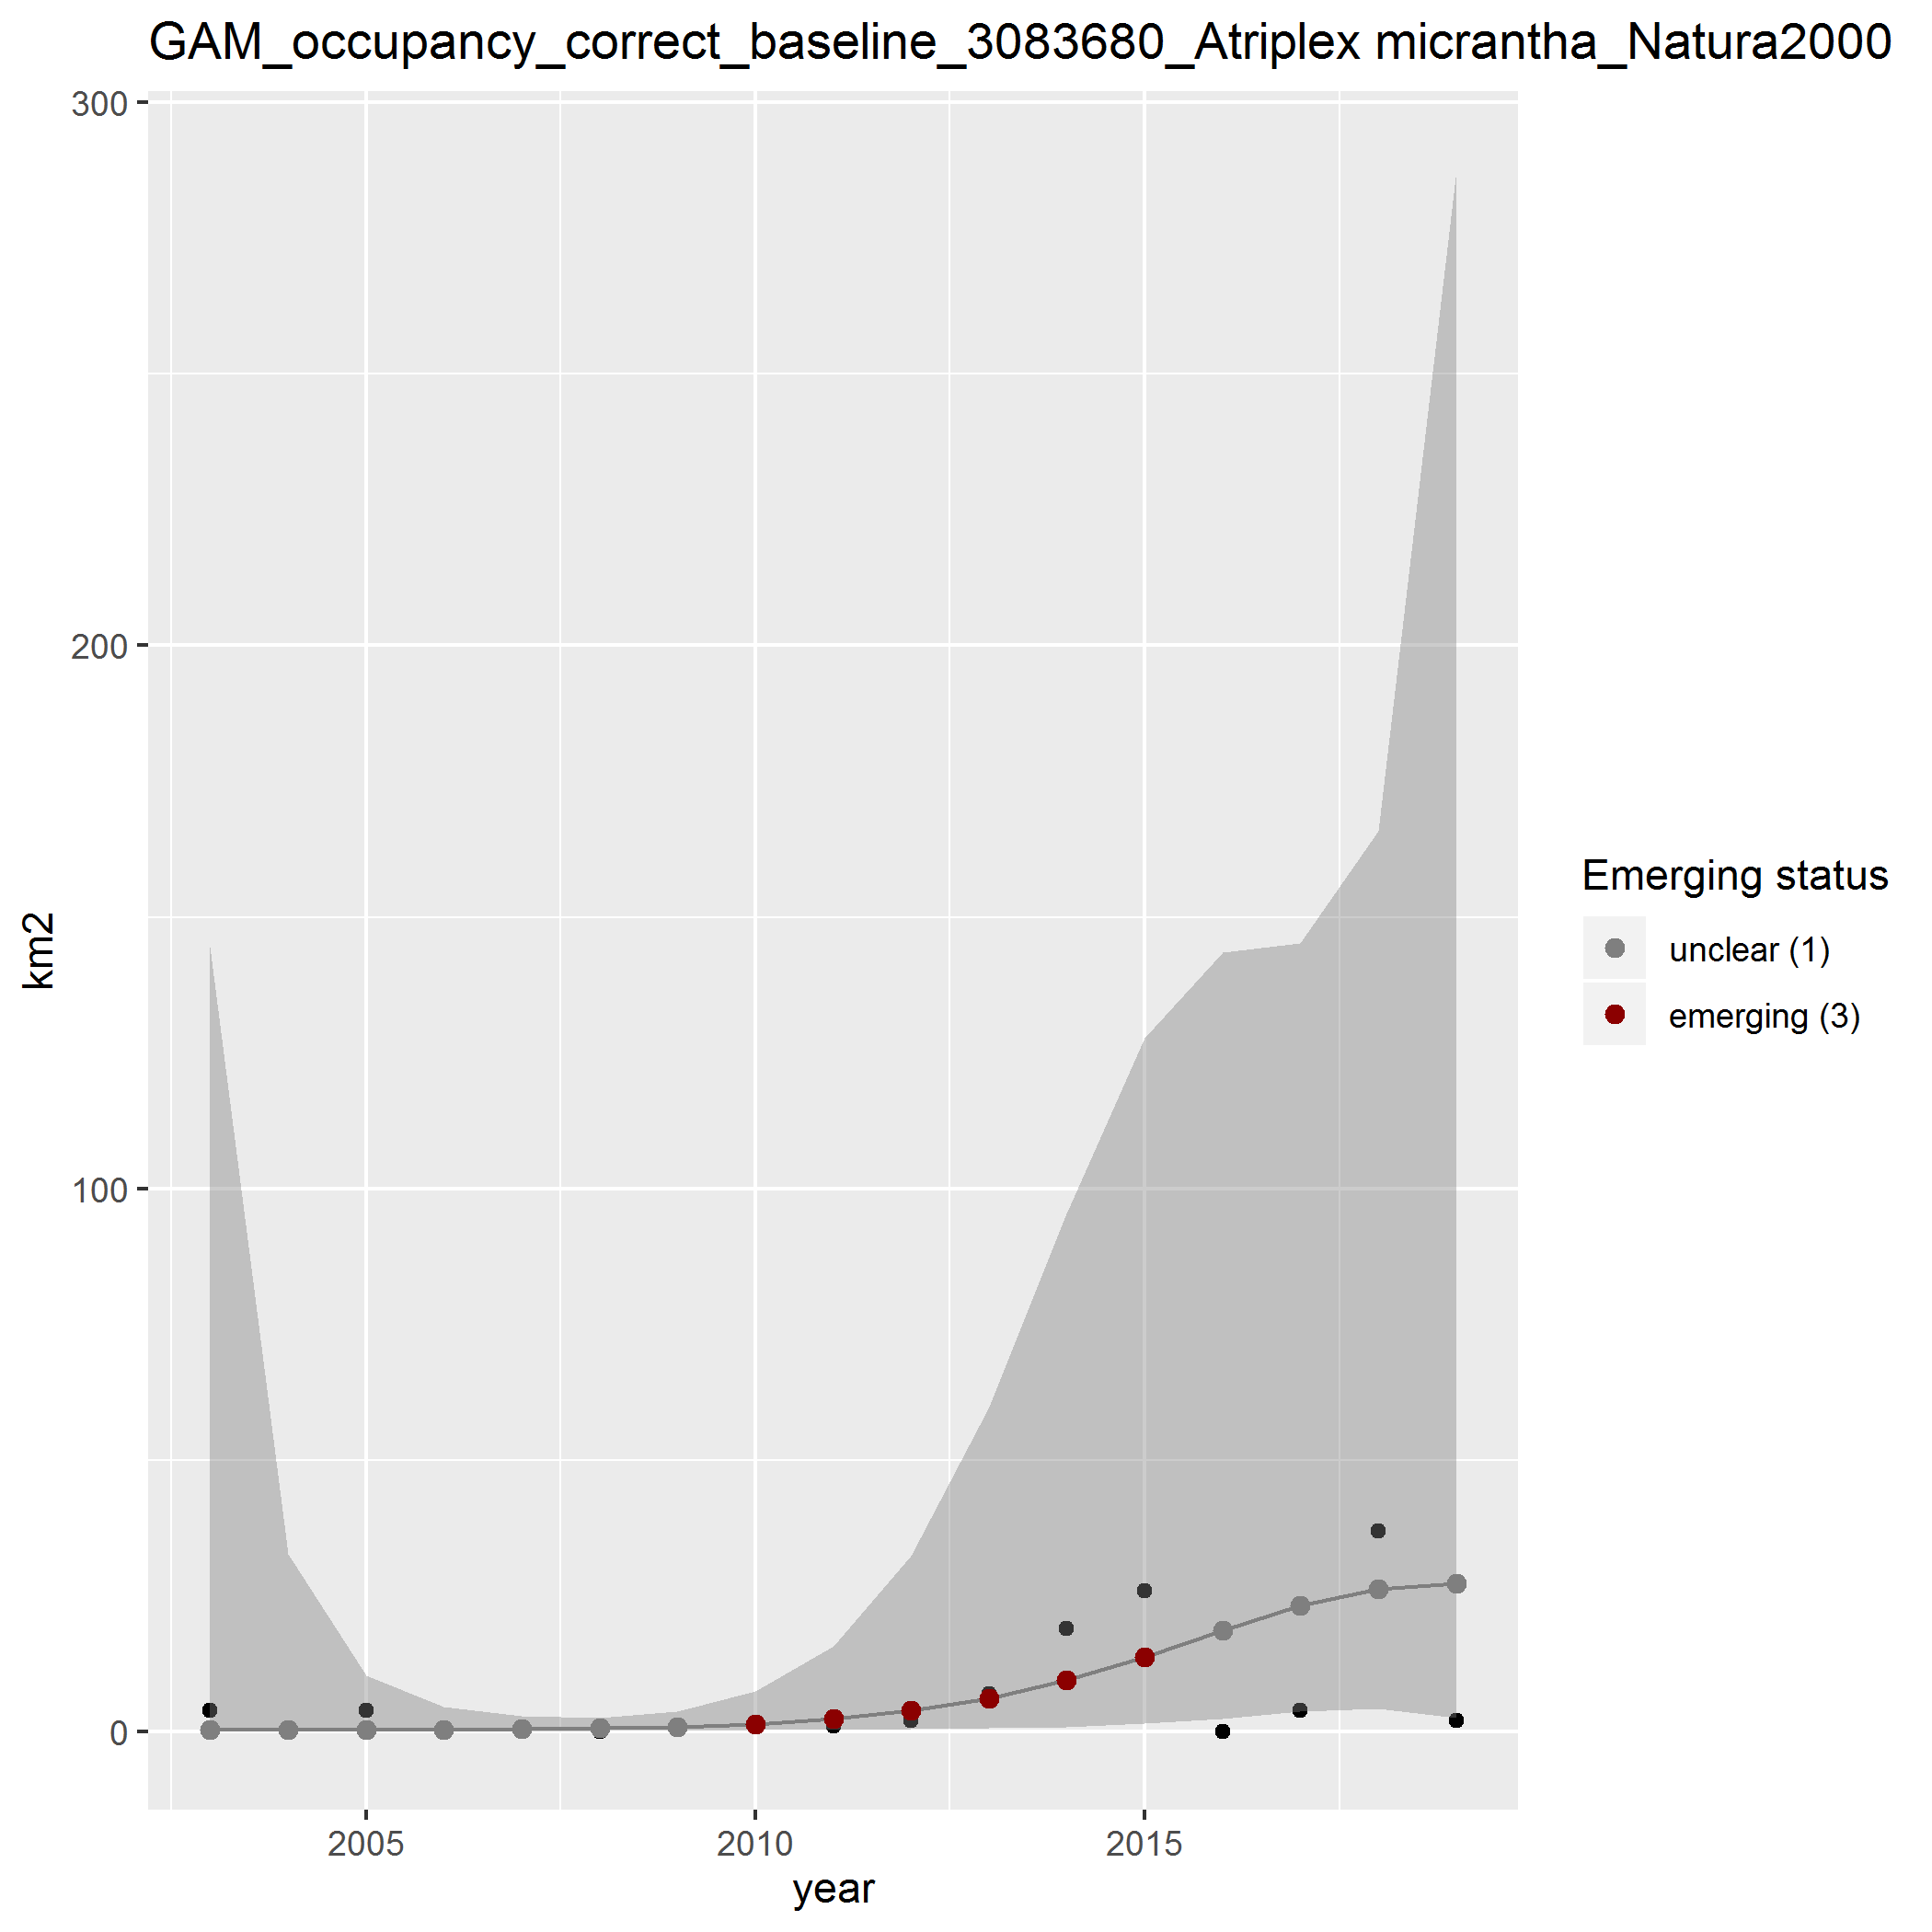 GAM_occupancy_correct_baseline_3083680_Atriplex micrantha_Natura2000
300
200
100
0
km2
2005 2010 2015
year
Emerging status
unclear (1)
emerging (3)